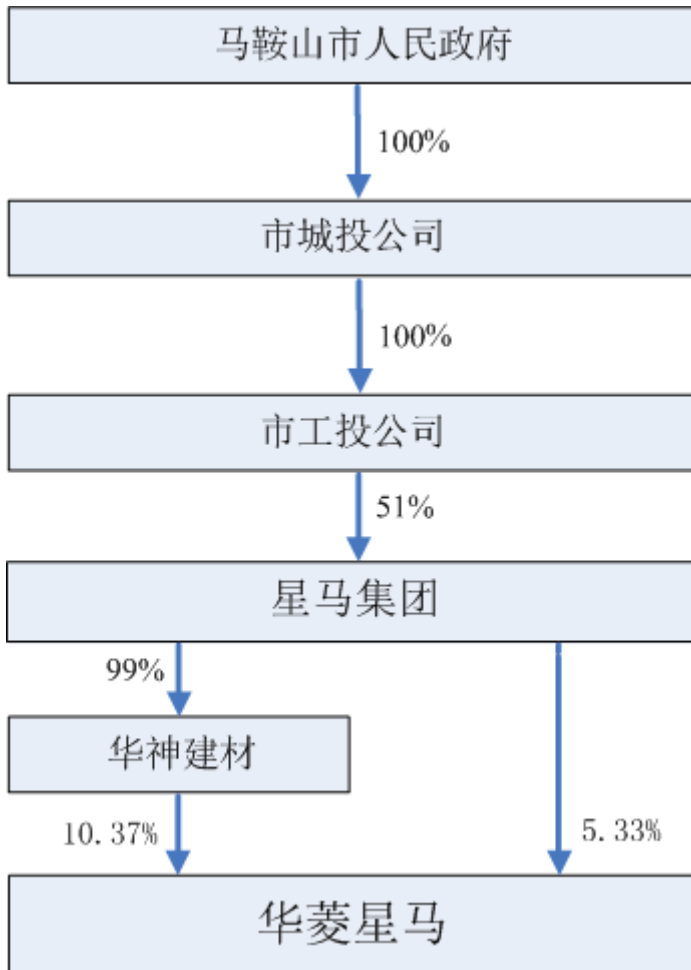 马鞍山市人民政府
100%
市城投公司
100%
市工投公司
51%
星马集团
99%
华神建材
10.37%
5.33%
华菱星马